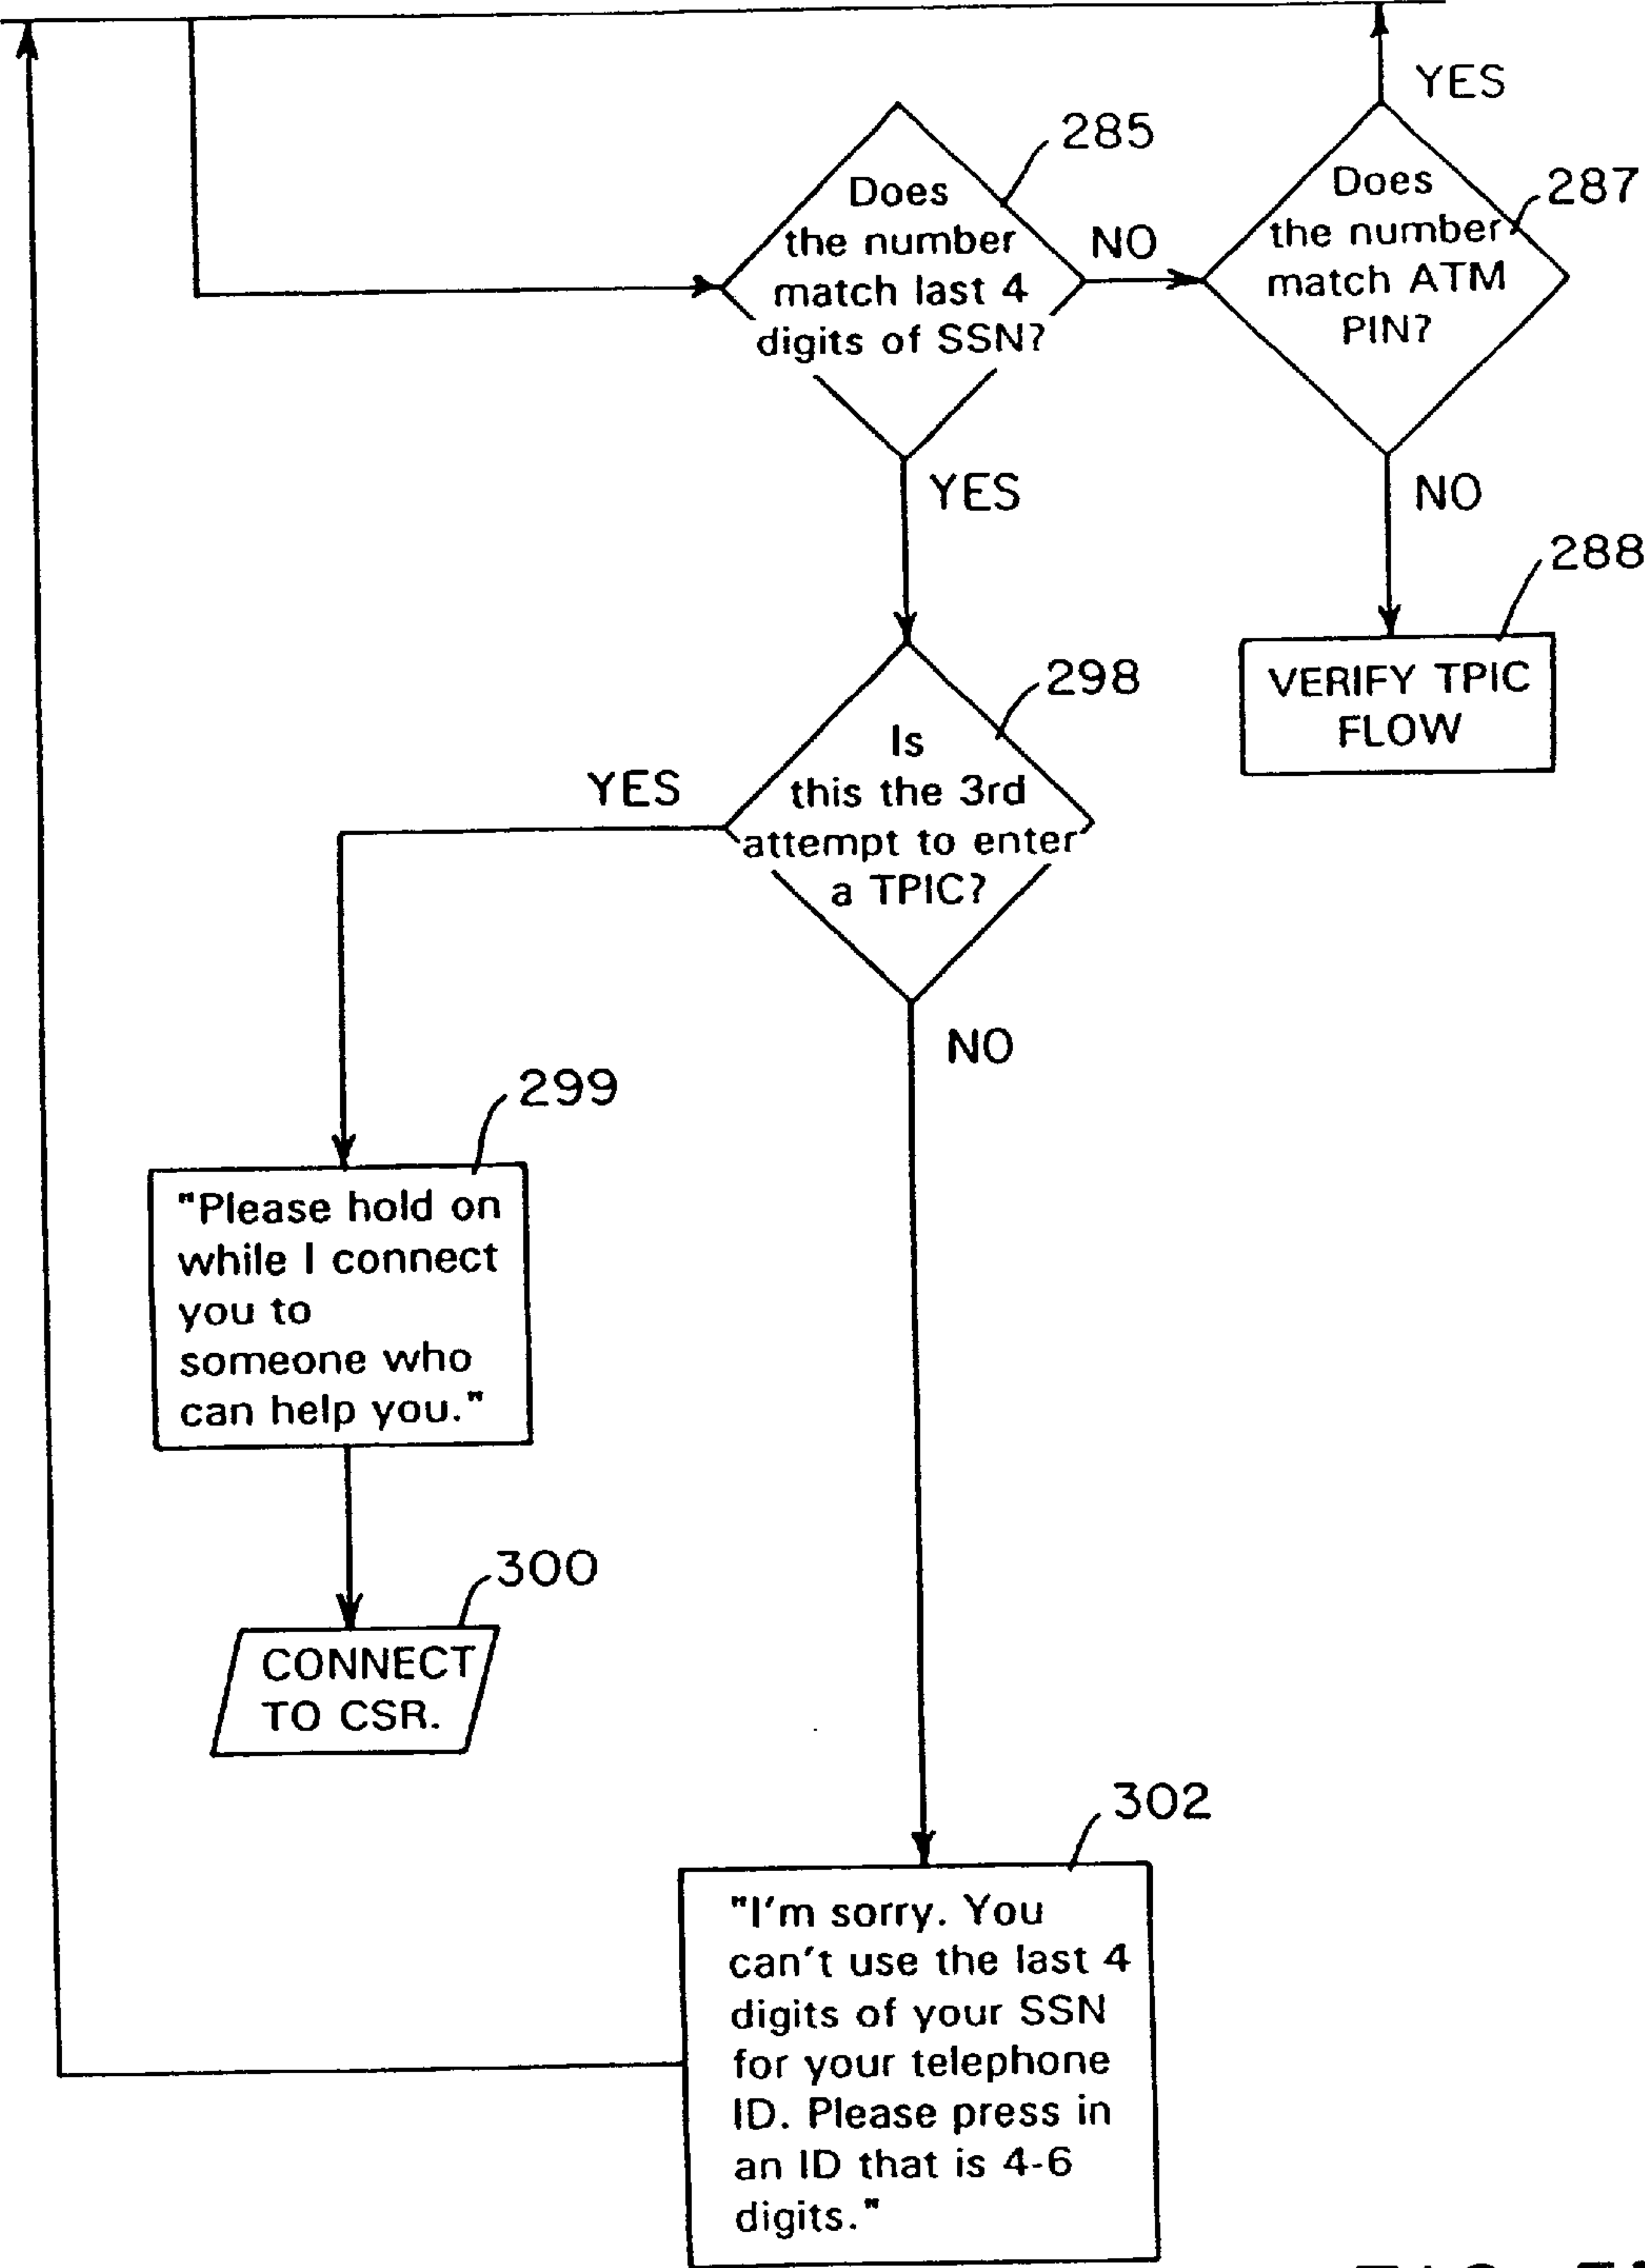 YES
285
287
Does
the number
match last 4
digits of SSN?
NO
Does
the number
match ATM
PIN?
YES
NO
288
VERIFY TPIC
FLOW
298
Is
this the 3rd
attempt to enter
a TPIC?
YES
NO
299
"Please hold on
while I connect
you to
someone who
can help you."
300
CONNECT
TO CSR.
302
"I'm sorry. You
can't use the last 4
digits of your SSN
for your telephone
ID. Please press in
an ID that is 4-6
digits."